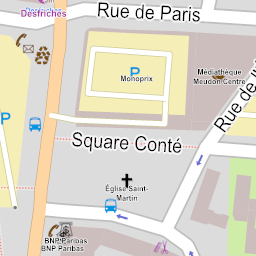 Rue de Paris
Desfriches
P
Monoprix
Médiathèque
Meudon-Centre
P
Rue de
Square Conté
Église Saint-
Martin
BNP Paribas
BNP Paribas